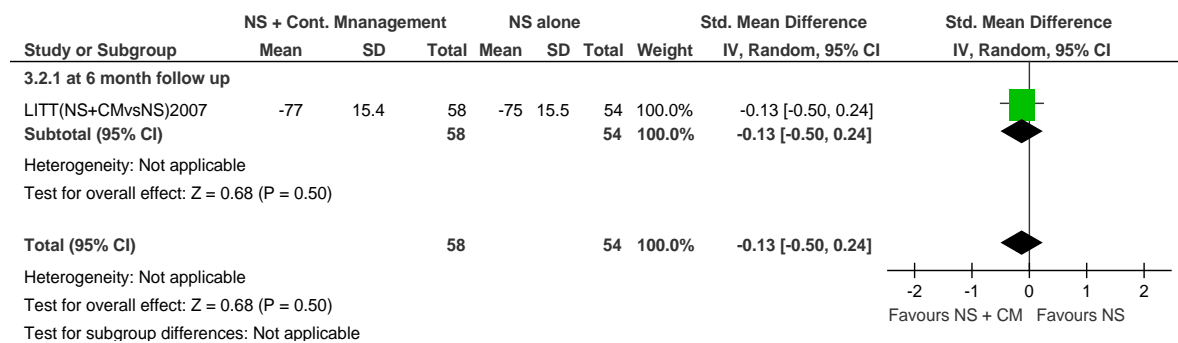 NS + Cont. Mnanagement NS alone Std. Mean Difference Std. Mean Difference
Study or Subgroup Mean SD Total Mean SD Total Weight IV, Random, 95% CI IV, Random, 95% CI
3.2.1 at 6 month follow up
LITT(NS+CMvsNS)2007 -77 15.4 58 -75 15.5 54 100.0% -0.13 [-0.50, 0.24]
Subtotal (95% CI) 58 54 100.0% -0.13 [-0.50, 0.24]
Heterogeneity: Not applicable
Test for overall effect: Z = 0.68 (P = 0.50)
Total (95% CI) 58 54 100.0% -0.13 [-0.50, 0.24]
Heterogeneity: Not applicable
Test for overall effect: Z = 0.68 (P = 0.50)
Test for subgroup differences: Not applicable
-2 -1 0 1 2
Favours NS + CM Favours NS